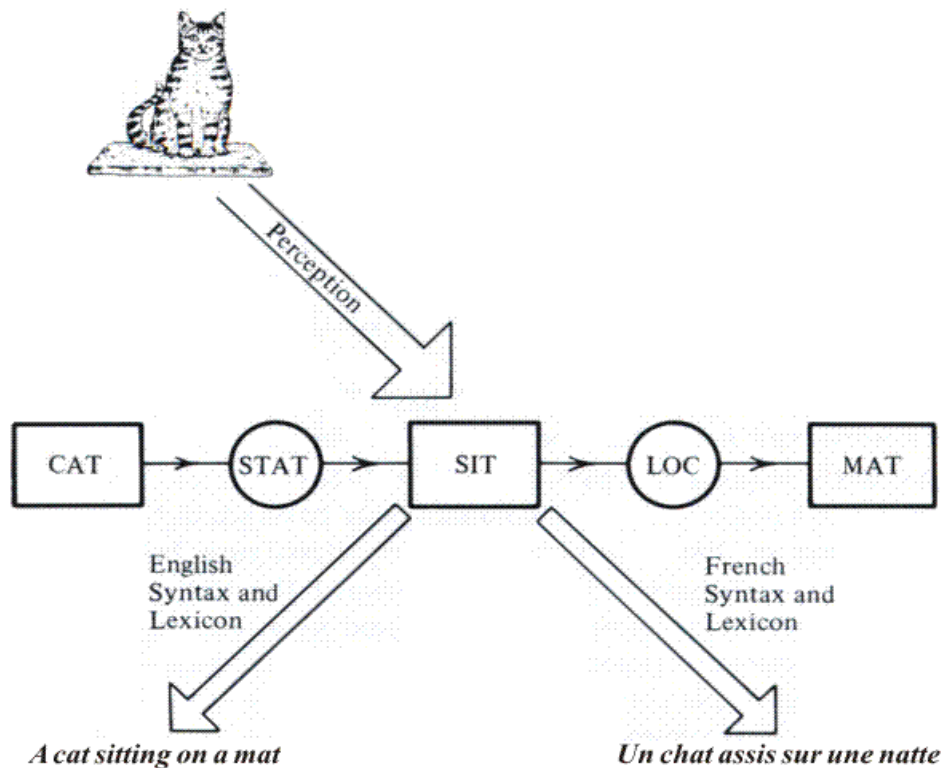 Perception
CAT
STAT
SIT
LOC
MAT
English
Syntax and
Lexicon
French
Syntax and
Lexicon
A cat sitting on a mat
Un chat assis sur une natte